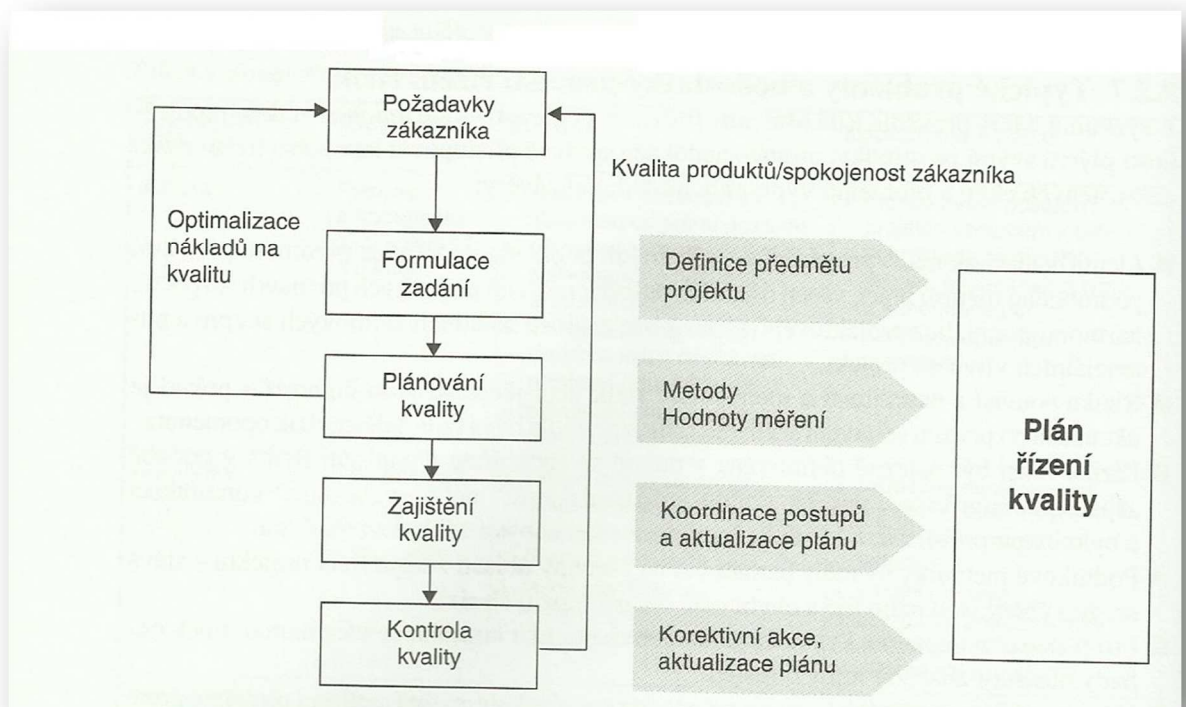 Požadavky
zákazníka
Kvalita produktů/spokojenost zákazníka
Optimalizace
nákladů na
kvalitu
Formulace
zadání
Definice předmětu
projektu
Plánování
kvality
Metody
Hodnoty měření
Plán
řízení
kvality
Zajištění
kvality
Koordinace postupů
a aktualizace plánu
Kontrola
kvality
Korektivní akce,
aktualizace plánu